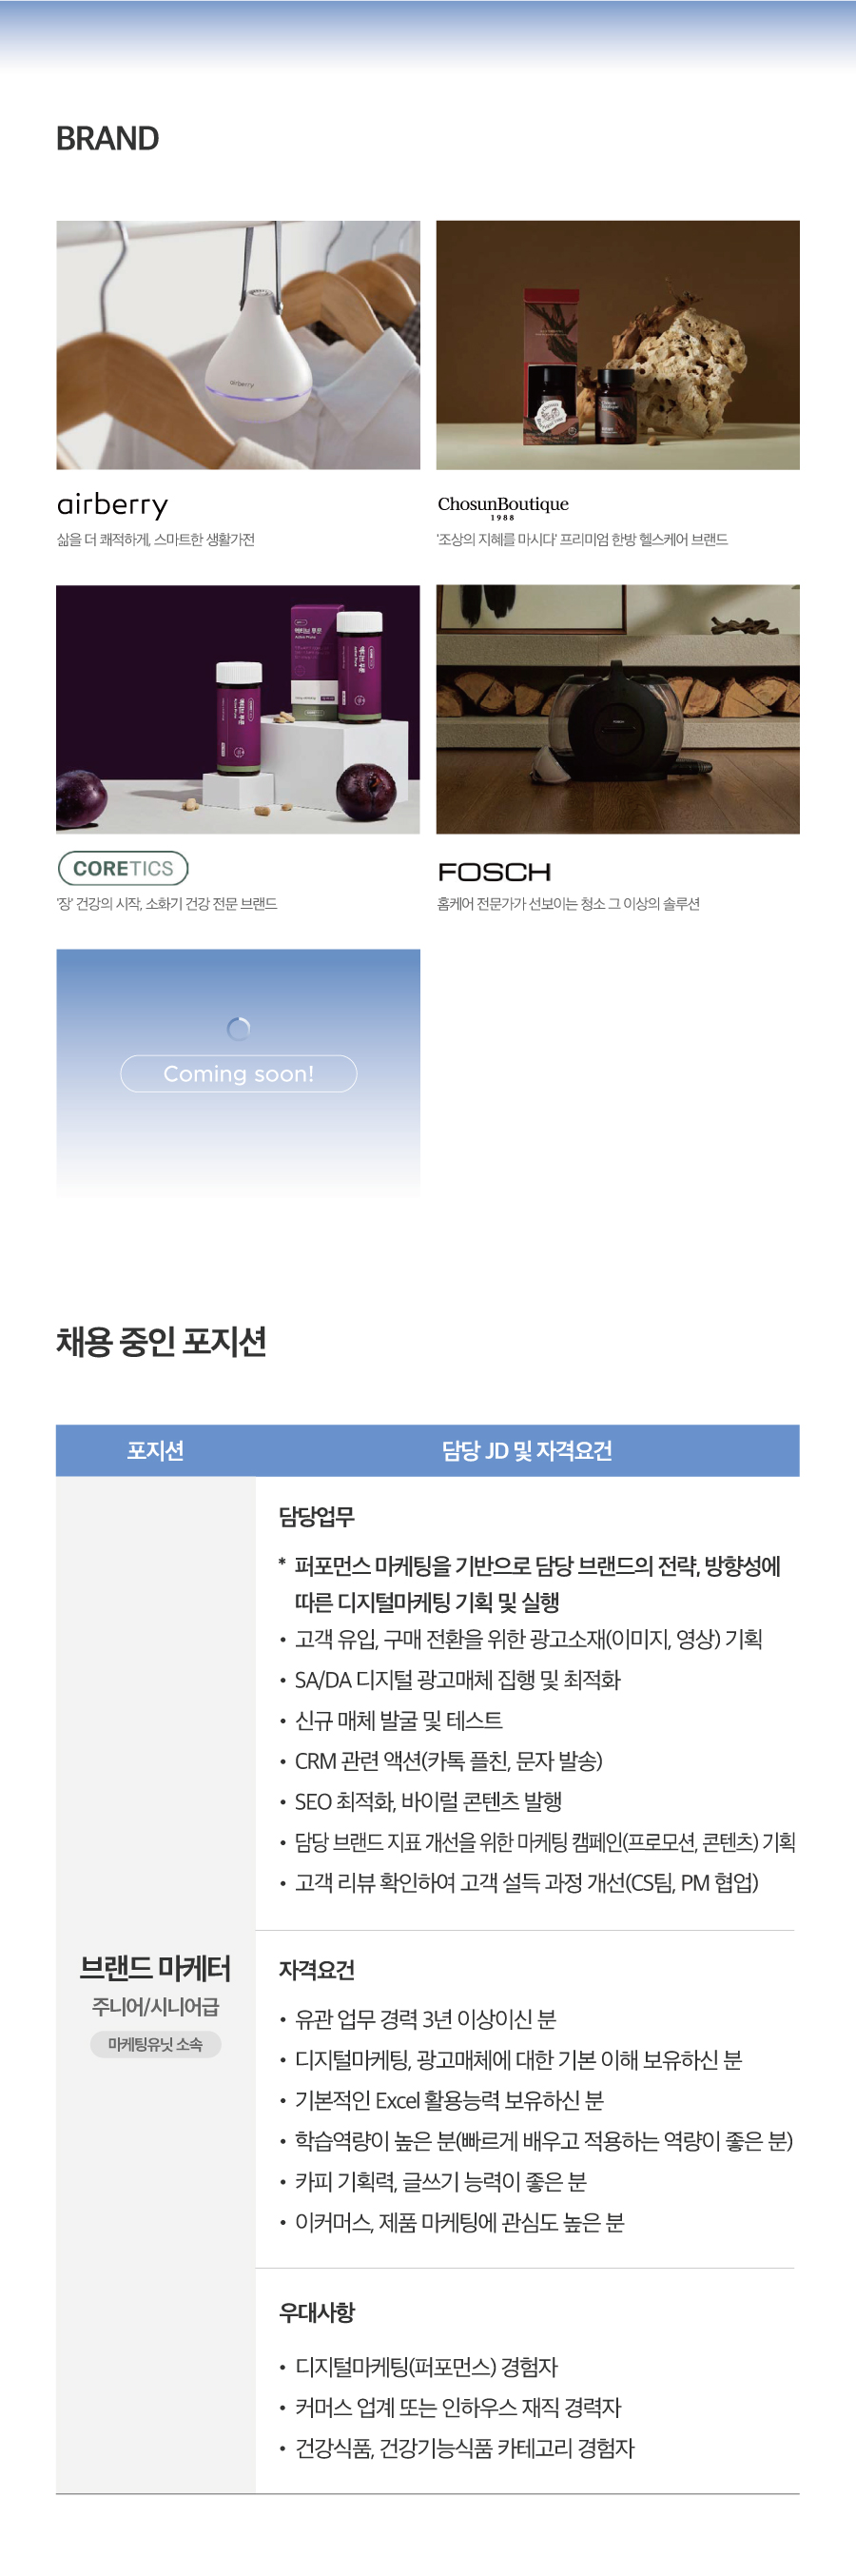 BRAND
airberry
airberry
ChosunBoutique
1988
삶을 더 쾌적하게, 스마트한 생활가전
'조상의 지혜를 마시다' 프리미엄 한방 헬스케어 브랜드
액티브 푸룬
액티브 푸룬
액티브 푸룬
CORETICS
FOSCH
'장' 건강의 시작, 소화기 건강 전문 브랜드
홈케어 전문가가 선보이는 청소 그 이상의 솔루션
Coming soon!
채용 중인 포지션
포지션
담당 JD 및 자격요건
브랜드 마케터
주니어/시니어급
마케팅유닛 소속
담당업무
* 퍼포먼스 마케팅을 기반으로 담당 브랜드의 전략, 방향성에
따른 디지털마케팅 기획 및 실행
• 고객 유입, 구매 전환을 위한 광고소재(이미지, 영상) 기획
• SA/DA 디지털 광고매체 집행 및 최적화
• 신규 매체 발굴 및 테스트
• CRM 관련 액션(카톡 플친, 문자 발송)
• SEO 최적화, 바이럴 콘텐츠 발행
• 담당 브랜드 지표 개선을 위한 마케팅 캠페인(프로모션, 콘텐츠) 기획
• 고객 리뷰 확인하여 고객 설득 과정 개선(CS팀, PM 협업)
자격요건
• 유관 업무 경력 3년 이상이신 분
• 디지털마케팅, 광고매체에 대한 기본 이해 보유하신 분
• 기본적인 Excel 활용능력 보유하신 분
• 학습역량이 높은 분(빠르게 배우고 적용하는 역량이 좋은 분)
• 카피 기획력, 글쓰기 능력이 좋은 분
• 이커머스, 제품 마케팅에 관심도 높은 분
우대사항
• 디지털마케팅(퍼포먼스) 경험자
• 커머스 업계 또는 인하우스 재직 경력자
• 건강식품, 건강기능식품 카테고리 경험자